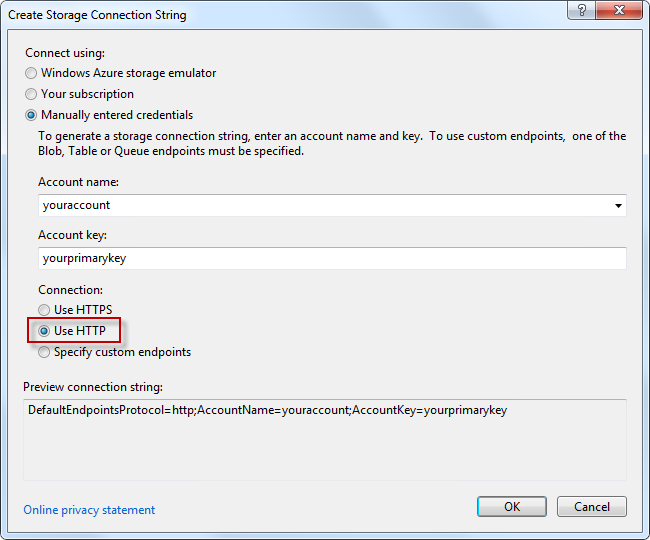 Create Storage Connection String
Connect using:
Windows Azure storage emulator
Your subscription
Manually entered credentials
To generate a storage connection string, enter an account name and key.  To use custom endpoints,  one of the
Blob, Table or Queue endpoints must be specified.
Account name:
youraccount
Account key:
yourprimarykey
Connection:
Use HTTPS
Use HTTP
Specify custom endpoints
Preview connection string:
DefaultEndpointsProtocol=http;AccountName=youraccount;AccountKey=yourprimarykey
Online privacy statement
OK
Cancel